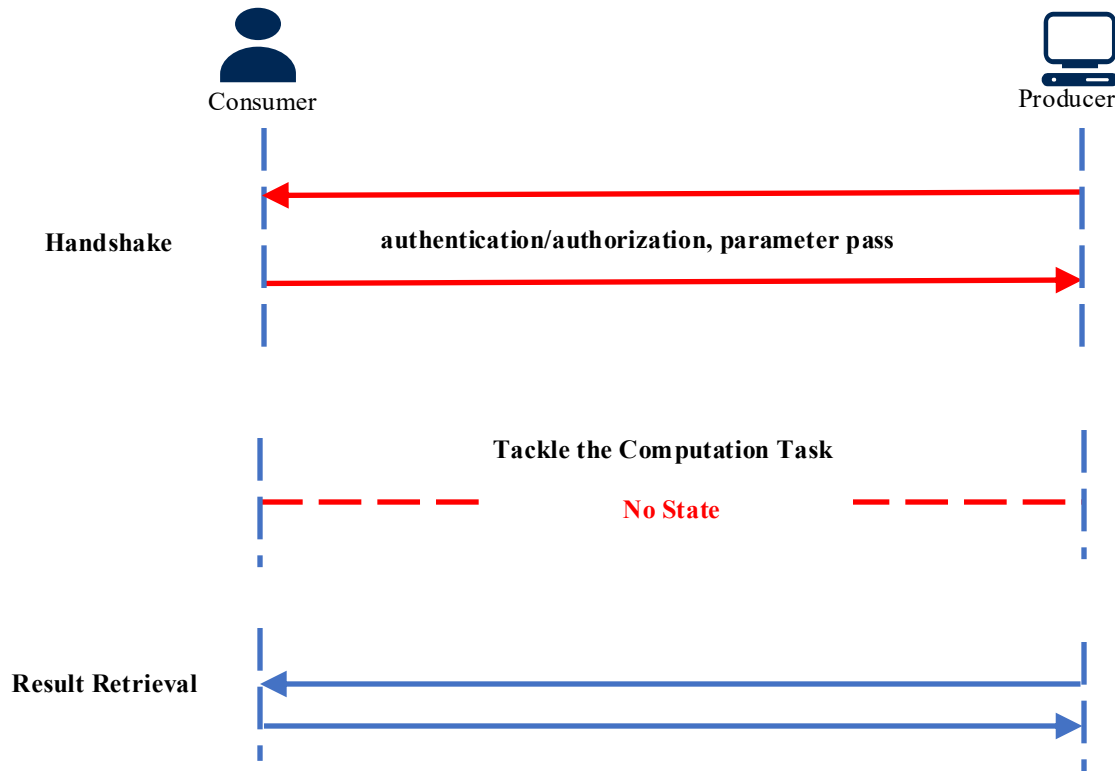 Consumer
Producer
Handshake
authentication/authorization, parameter pass
Tackle the Computation Task
No State
Result Retrieval